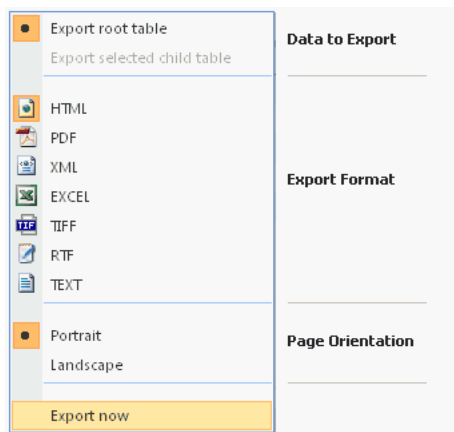 Export root table
Export selected child table
Data to Export
HTML
PDF
XML
EXCEL
TIFF
RTF
TEXT
Export Format
Portrait
Landscape
Page Orientation
Export now
TIF